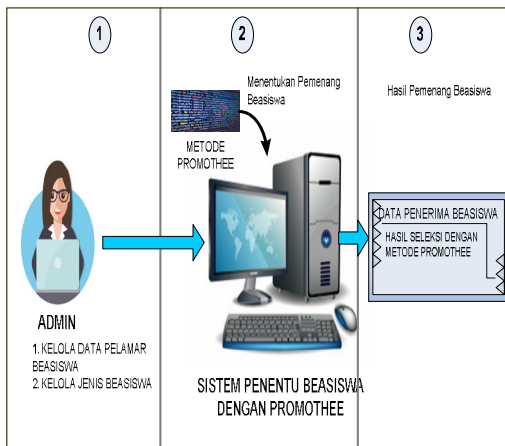 1
ADMIN
1. KELOLA DATA PELAMAR
BEASISWA
2. KELOLA JENIS BEASISWA
2
Menentukan Pemenang
Beasiswa
METODE
PROMOTHEE
SISTEM PENENTU BEASISWA
DENGAN PROMOTHEE
3
Hasil Pemenang Beasiswa
DATA PENERIMA BEASISWA
HASIL SELEKSI DENGAN
METODE PROMOTHEE